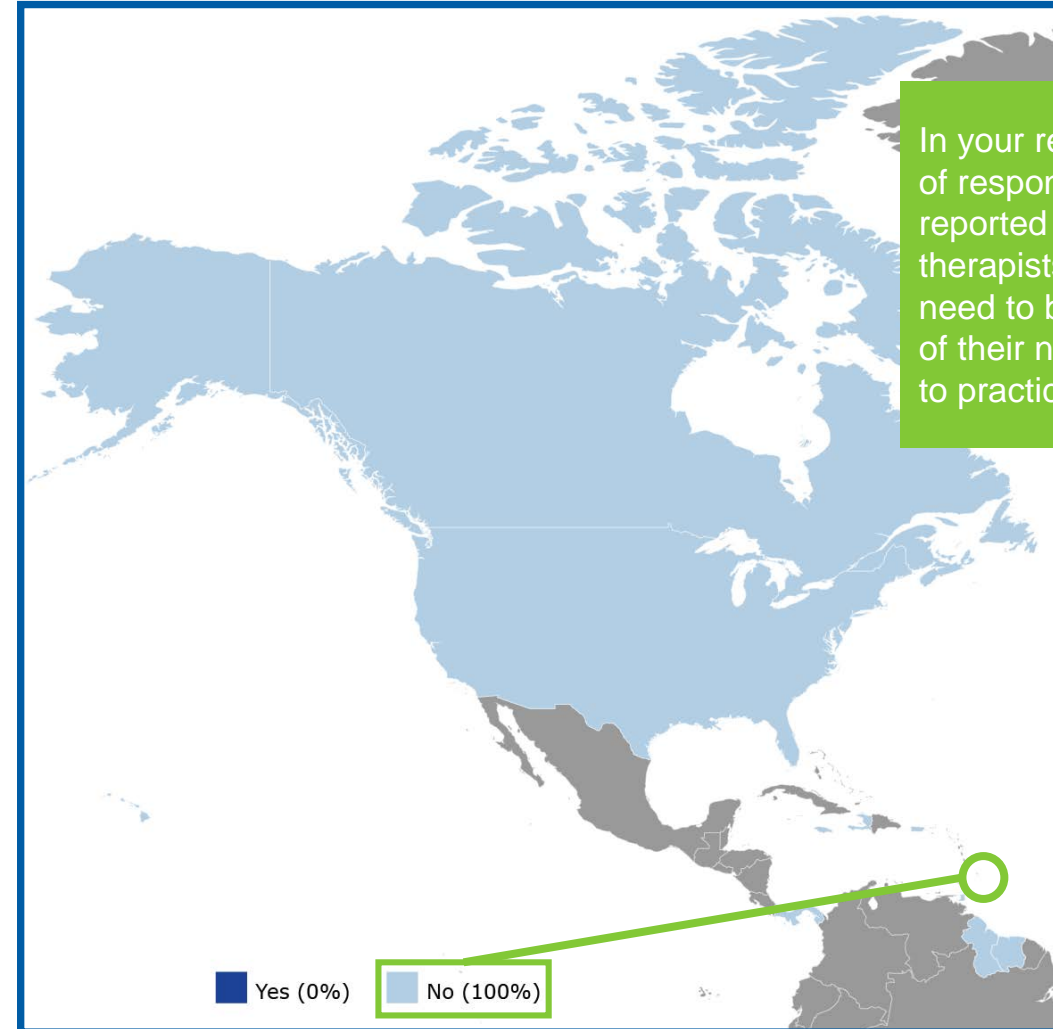 In your re
of respon
reported
therapists
need to b
of their n
to practic
Yes (0%)
No (100%)